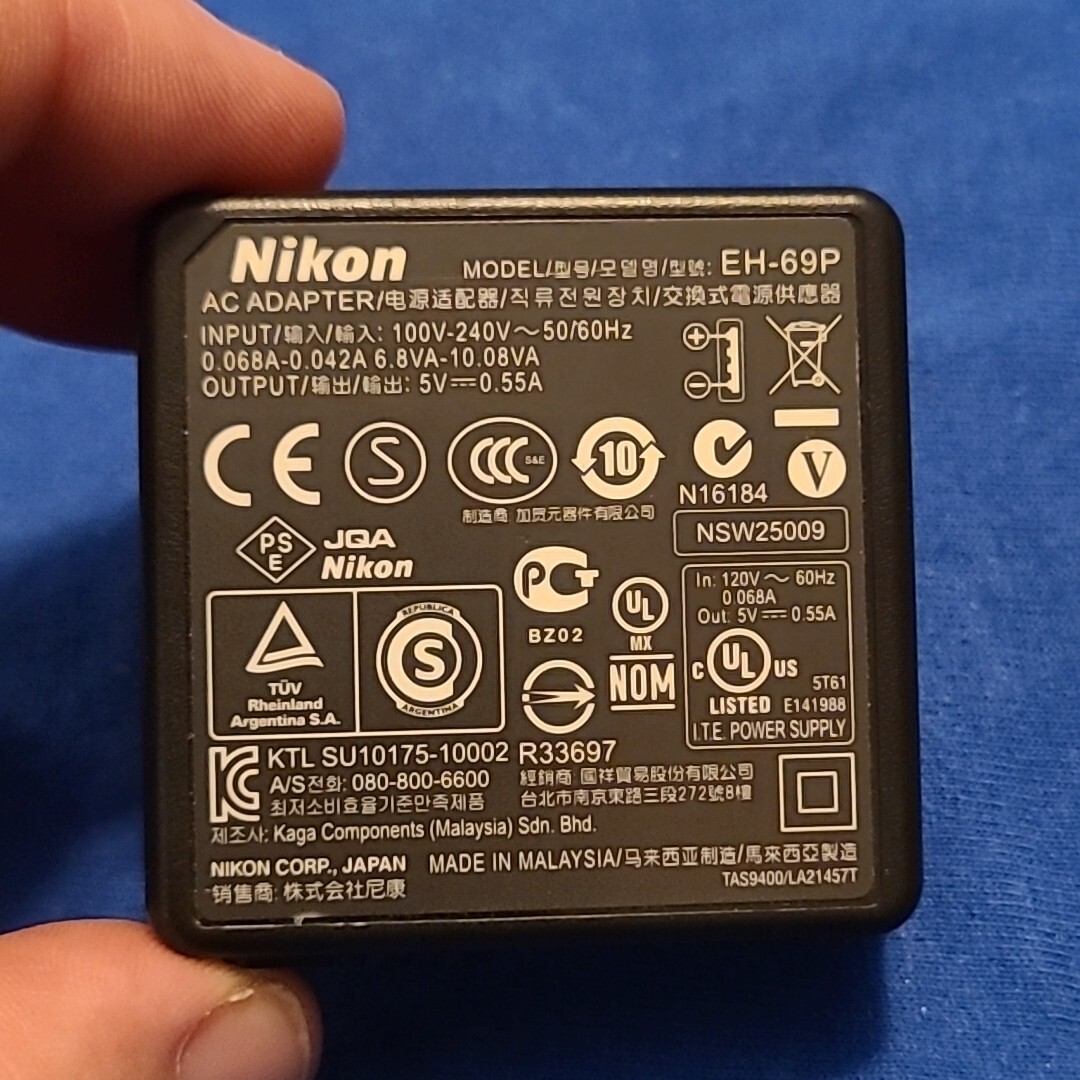 Nikon MODEL/型号/모델명/型號: EH-69P
AC ADAPTER/电源适配器/직류전원장치/交換式電源供應器
INPUT/输入/輸入: 100V-240V～50/60Hz
0.068A-0.042A 6.8VA-10.08VA
OUTPUT/输出/輸出: 5V⎓0.55A
+
−
CE
S
CCC S&E
10
N16184
V
制造商 加贺元器件有限公司
NSW25009
PS
E
JQA
Nikon
PCT
BZ02
UL
MX
NOM
In: 120V～ 60Hz
0.068A
Out: 5V⎓ 0.55A
C UL US
5T61
LISTED E141988
I.T.E. POWER SUPPLY
TÜV
Rheinland
Argentina S.A.
REPUBLICA
S
ARGENTINA
KC
KTL SU10175-10002 R33697
A/S전화: 080-800-6600
최저소비효율기준만족제품
經銷商 國祥貿易股份有限公司
台北市南京東路三段272號8樓
제조사: Kaga Components (Malaysia) Sdn. Bhd.
NIKON CORP., JAPAN MADE IN MALAYSIA/马来西亚制造/馬來西亞製造
销售商: 株式会社尼康
TAS9400/LA21457T